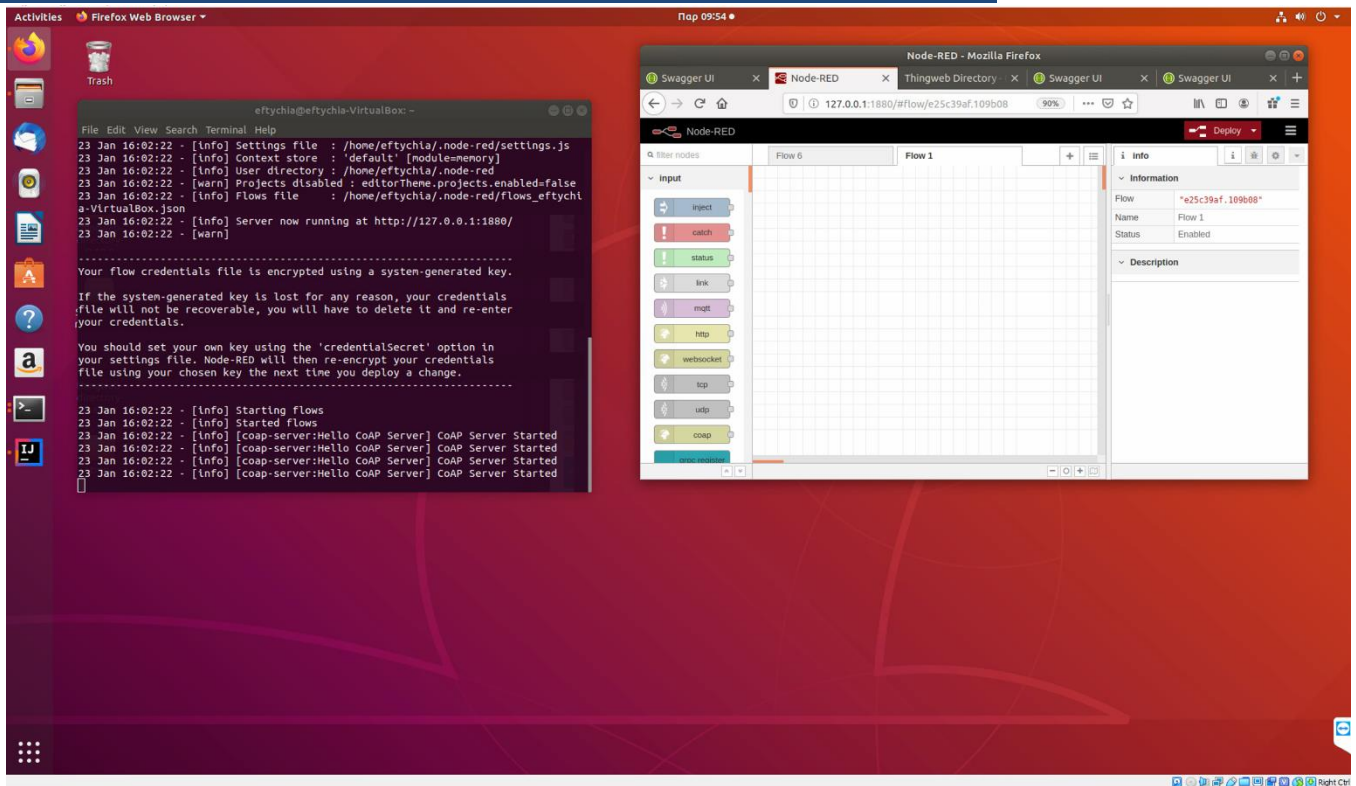 Activities
Firefox Web Browser
Παρ 09:54
Trash
eftychia@eftychia-VirtualBox: ~
File Edit View Search Terminal Help
23 Jan 16:02:22 - [info] Settings file : /home/eftychia/.node-red/settings.js
23 Jan 16:02:22 - [info] Context store : 'default' [module=memory]
23 Jan 16:02:22 - [info] User directory : /home/eftychia/.node-red
23 Jan 16:02:22 - [warn] Projects disabled : editorTheme.projects.enabled=false
23 Jan 16:02:22 - [info] Flows file : /home/eftychia/.node-red/flows_eftychi
a-VirtualBox.json
23 Jan 16:02:22 - [info] Server now running at http://127.0.0.1:1880/
23 Jan 16:02:22 - [warn]
---------------------------------------------------------------------
Your flow credentials file is encrypted using a system-generated key.
If the system-generated key is lost for any reason, your credentials
file will not be recoverable, you will have to delete it and re-enter
your credentials.
You should set your own key using the 'credentialSecret' option in
your settings file. Node-RED will then re-encrypt your credentials
file using your chosen key the next time you deploy a change.
---------------------------------------------------------------------
23 Jan 16:02:22 - [info] Starting flows
23 Jan 16:02:22 - [info] Started flows
23 Jan 16:02:22 - [info] [coap-server:Hello CoAP Server] CoAP Server Started
23 Jan 16:02:22 - [info] [coap-server:Hello CoAP Server] CoAP Server Started
23 Jan 16:02:22 - [info] [coap-server:Hello CoAP Server] CoAP Server Started
23 Jan 16:02:22 - [info] [coap-server:Hello CoAP Server] CoAP Server Started
Node-RED - Mozilla Firefox
Swagger UI
Node-RED
Thingweb Directory -
Swagger UI
Swagger UI
127.0.0.1:1880/#flow/e25c39af.109b08
90%
Node-RED
Deploy
filter nodes
Flow 6
Flow 1
info
input
inject
catch
status
link
mqtt
http
websocket
tcp
udp
coap
Information
Flow "e25c39af.109b08"
Name Flow 1
Status Enabled
Description
Right Ctrl